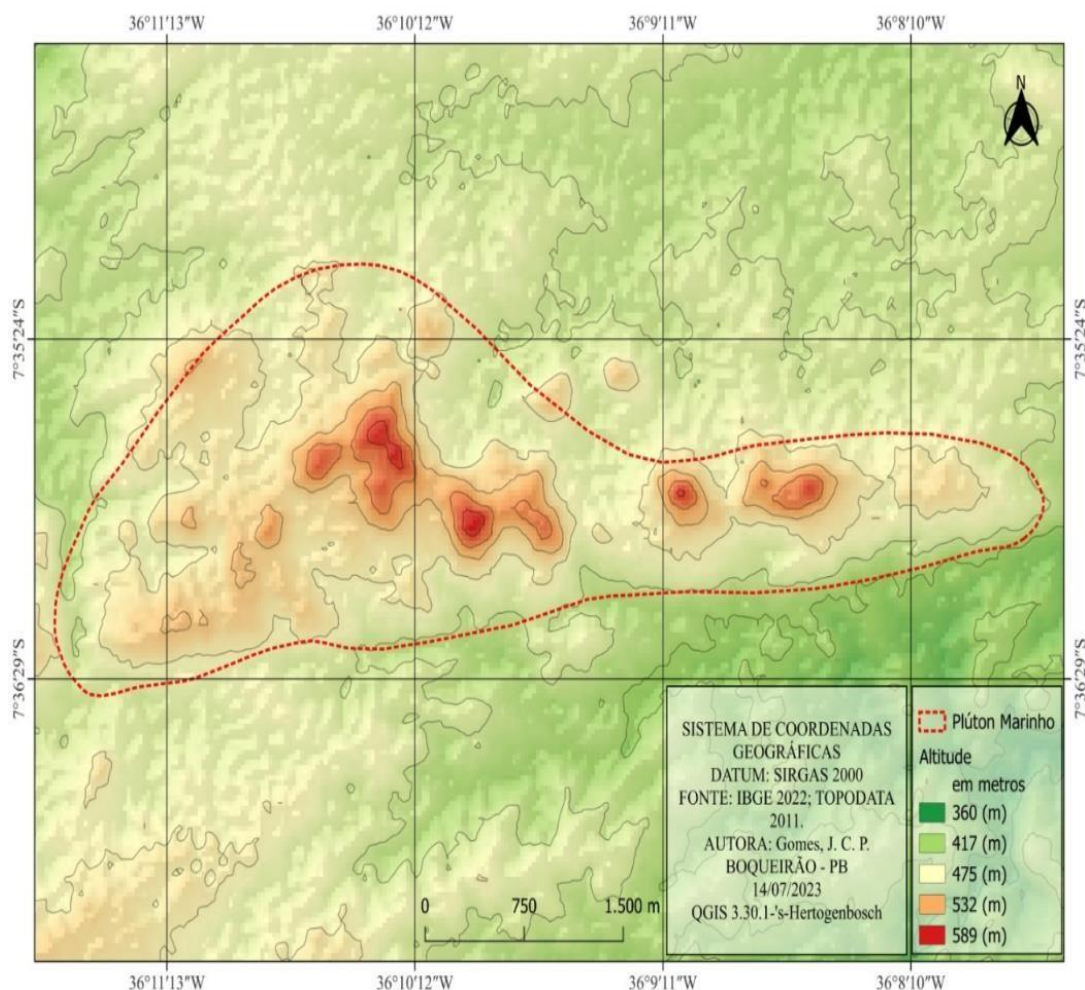 36°11'13"W 36°10'12"W 36°9'11"W 36°8'10"W
N
7°35'24"S 7°35'24"S
7°36'29"S 7°36'29"S
SISTEMA DE COORDENADAS
GEOGRÁFICAS
DATUM: SIRGAS 2000
FONTE: IBGE 2022; TOPODATA
2011.
AUTORA: Gomes, J. C. P.
BOQUEIRÃO - PB
14/07/2023
QGIS 3.30.1-'s-Hertogenbosch
Plúton Marinho
Altitude
em metros
360 (m)
417 (m)
475 (m)
532 (m)
589 (m)
0 750 1.500 m
36°11'13"W 36°10'12"W 36°9'11"W 36°8'10"W